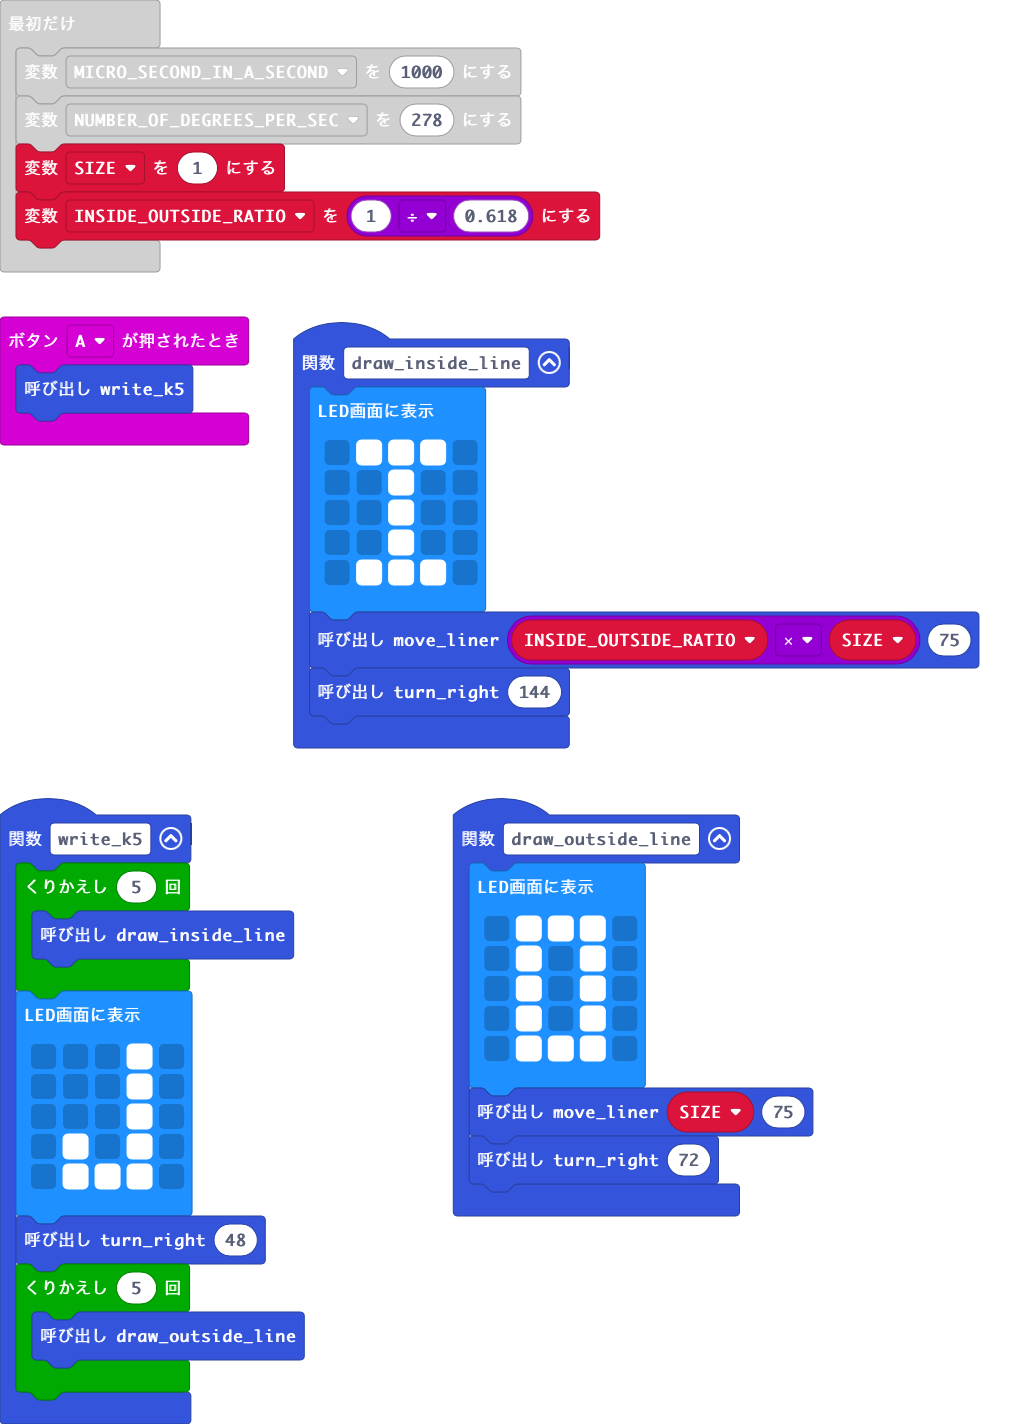 最初だけ
変数 MICRO_SECOND_IN_A_SECOND を 1000 にする
変数 NUMBER_OF_DEGREES_PER_SEC を 278 にする
変数 SIZE を 1 にする
変数 INSIDE_OUTSIDE_RATIO を 1 ÷ 0.618 にする
ボタン A が押されたとき
呼び出し write_k5
関数 draw_inside_line
LED画面に表示
呼び出し move_liner INSIDE_OUTSIDE_RATIO × SIZE 75
呼び出し turn_right 144
関数 write_k5
くりかえし 5 回
呼び出し draw_inside_line
LED画面に表示
呼び出し turn_right 48
くりかえし 5 回
呼び出し draw_outside_line
関数 draw_outside_line
LED画面に表示
呼び出し move_liner SIZE 75
呼び出し turn_right 72